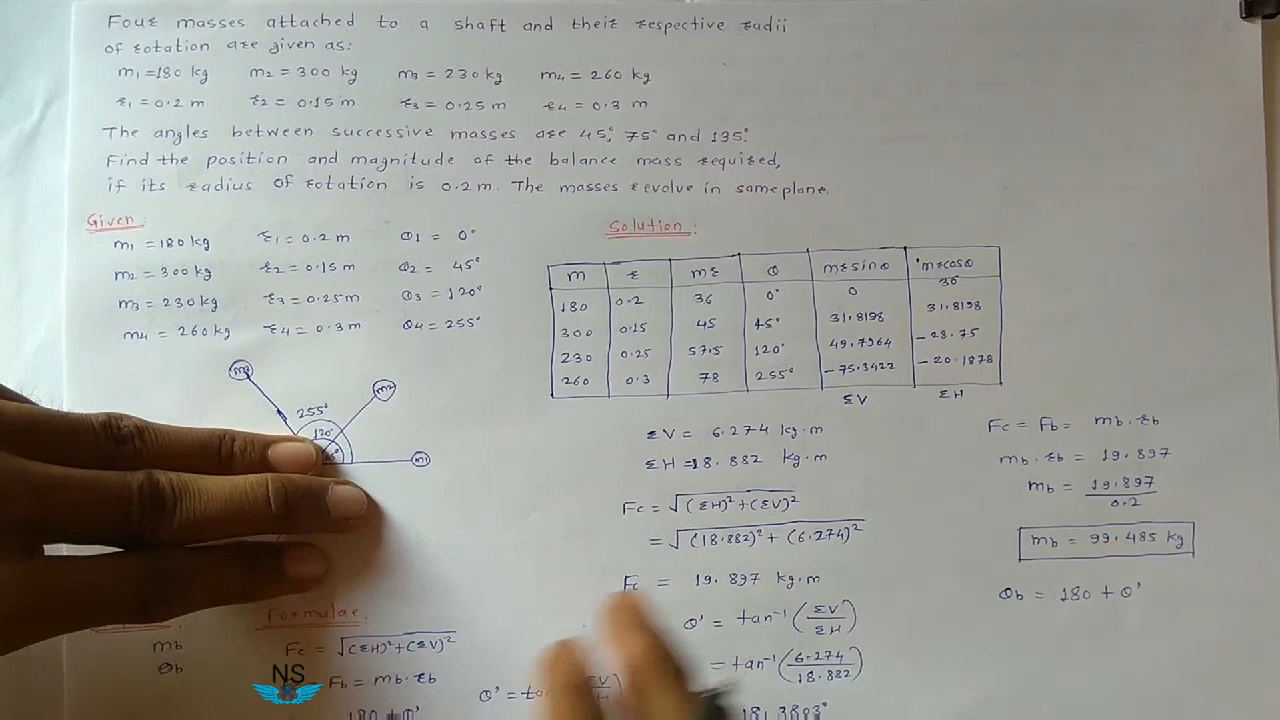 Four masses attached to a shaft and their respective radii
of rotation are given as:
m1 = 180 kg m2 = 300 kg m3 = 230 kg m4 = 260 kg
r1 = 0.2 m r2 = 0.15 m r3 = 0.25 m r4 = 0.3 m
The angles between successive masses are 45°, 75° and 135°.
Find the position and magnitude of the balance mass required,
if its radius of rotation is 0.2 m. The masses revolve in same plane.
Given:
m1 = 180 kg r1 = 0.2 m θ1 = 0°
m2 = 300 kg r2 = 0.15 m θ2 = 45°
m3 = 230 kg r3 = 0.25 m θ3 = 120°
m4 = 260 kg r4 = 0.3 m θ4 = 255°
m2
m1
255°
120°
45°
Formulae:
mb
θb
Fc = √(ΣH)²+(ΣV)²
Fb = mb.rb
180 + θ'
NS
Solution:
m r mr θ mrsinθ mrcosθ
180 0.2 36 0° 0 36
300 0.15 45 45° 31.8198 31.8198
230 0.25 57.5 120° 49.7964 -28.75
260 0.3 78 255° -75.3422 -20.1878
ΣV ΣH
ΣV = 6.274 kg.m
ΣH = 18.882 kg.m
Fc = √(ΣH)²+(ΣV)²
= √(18.882)² + (6.274)²
Fc = 19.897 kg.m
θ' = tan⁻¹(ΣV/ΣH)
= tan⁻¹(6.274/18.882)
Fc = Fb = mb.rb
mb.rb = 19.897
mb = 19.897/0.2
mb = 99.485 kg
θb = 180 + θ'